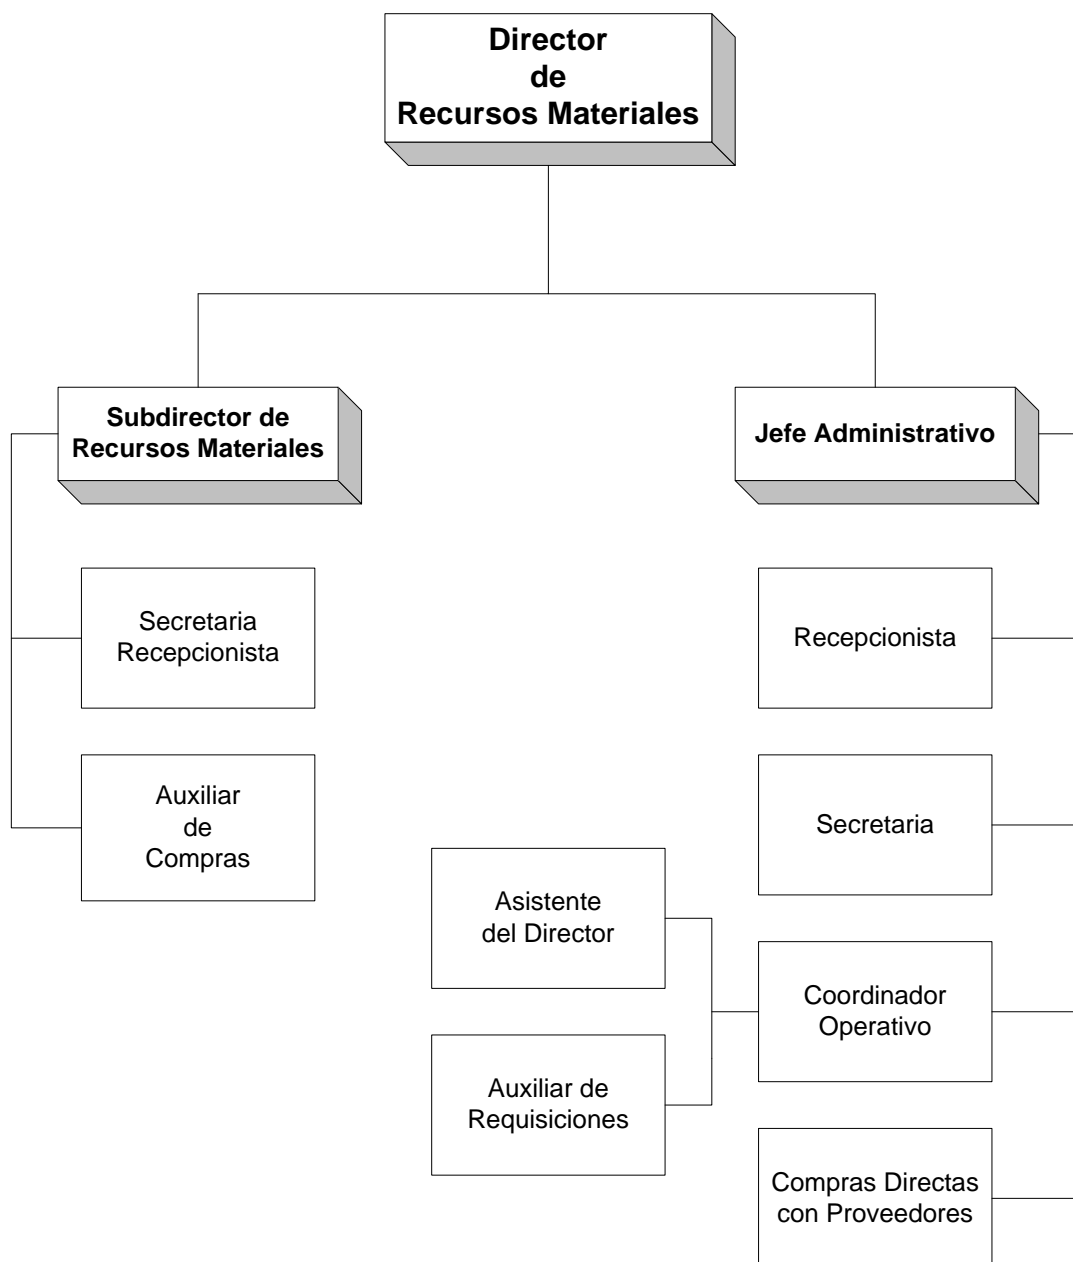 Director
de
Recursos Materiales
Subdirector de
Recursos Materiales
Jefe Administrativo
Secretaria
Recepcionista
Recepcionista
Auxiliar
de
Compras
Secretaria
Asistente
del Director
Coordinador
Operativo
Auxiliar de
Requisiciones
Compras Directas
con Proveedores